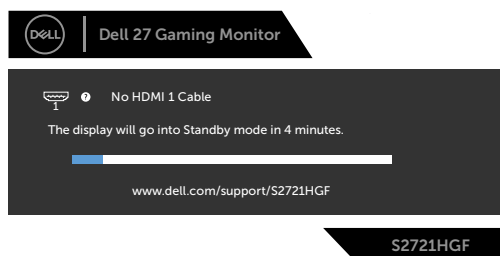 DELL
Dell 27 Gaming Monitor
1
? No HDMI 1 Cable
The display will go into Standby mode in 4 minutes.
www.dell.com/support/S2721HGF
S2721HGF